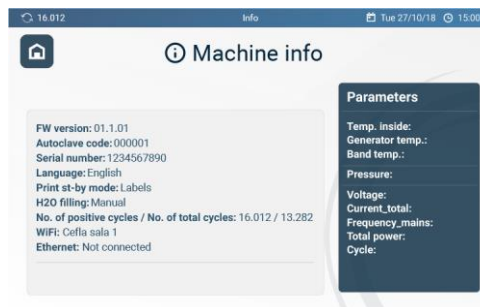 16.012 Info Tue 27/10/18 15:00
Machine info
FW version: 01.1.01
Autoclave code: 000001
Serial number: 1234567890
Language: English
Print st-by mode: Labels
H2O filling: Manual
No. of positive cycles / No. of total cycles: 16.012 / 13.282
WiFi: Cefla sala 1
Ethernet: Not connected
Parameters
Temp. inside:
Generator temp.:
Band temp.:
Pressure:
Voltage:
Current_total:
Frequency_mains:
Total power:
Cycle: